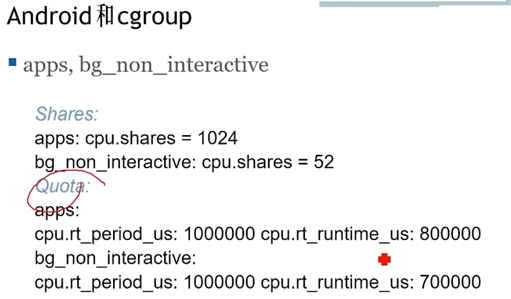 Android和cgroup
apps, bg_non_interactive
Shares:
apps: cpu.shares = 1024
bg_non_interactive: cpu.shares = 52
Quota:
apps:
cpu.rt_period_us: 1000000 cpu.rt_runtime_us: 800000
bg_non_interactive:
cpu.rt_period_us: 1000000 cpu.rt_runtime_us: 700000